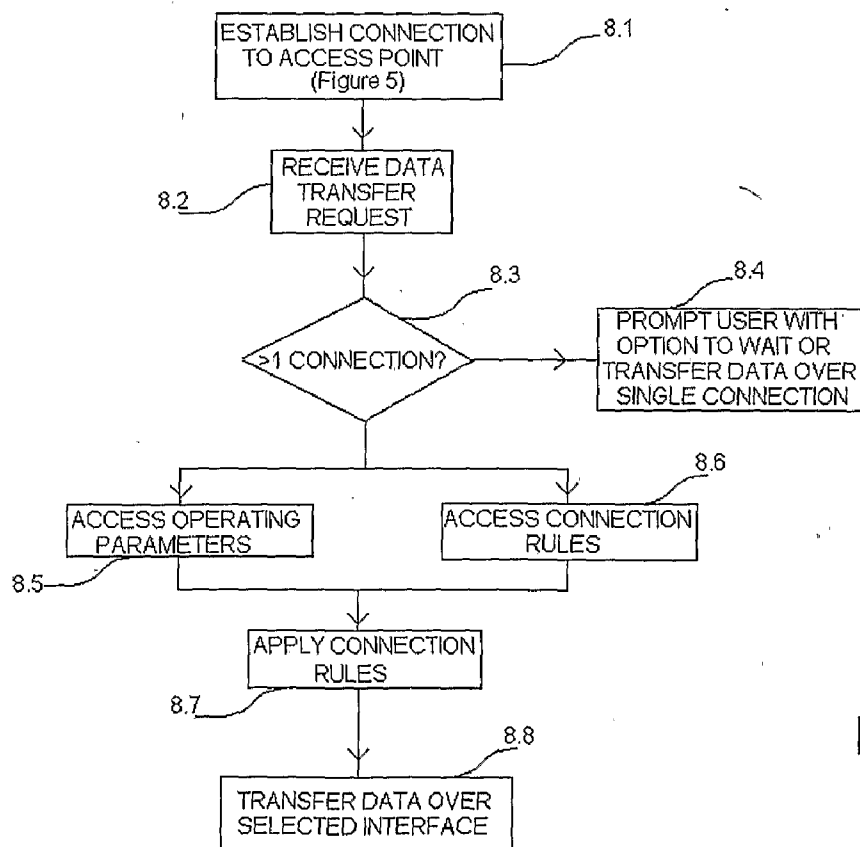 ESTABLISH CONNECTION
TO ACCESS POINT
(Figure 5)
8.1
RECEIVE DATA
TRANSFER
REQUEST
8.2
8.3
>1 CONNECTION?
8.4
PROMPT USER WITH
OPTION TO WAIT OR
TRANSFER DATA OVER
SINGLE CONNECTION
ACCESS OPERATING
PARAMETERS
8.5
8.6
ACCESS CONNECTION
RULES
APPLY CONNECTION
RULES
8.7
8.8
TRANSFER DATA OVER
SELECTED INTERFACE